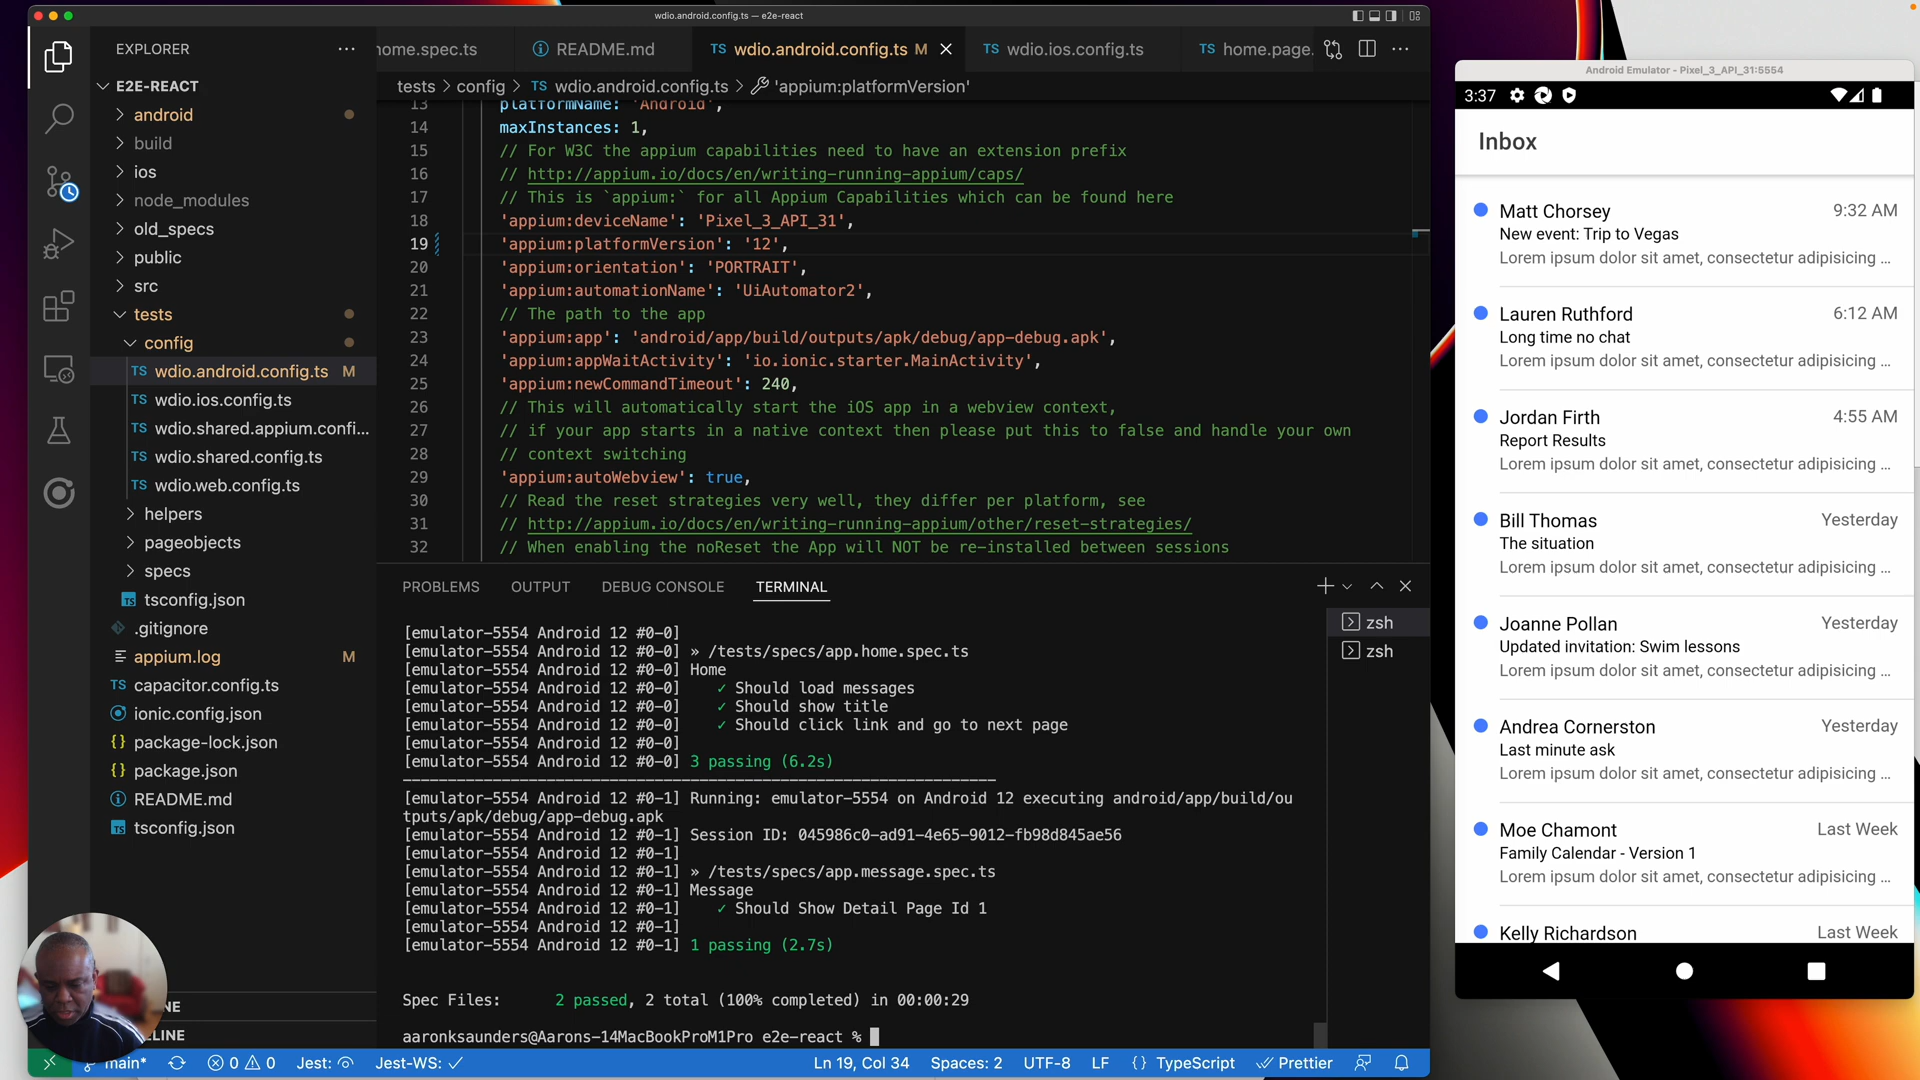 wdio.android.config.ts — e2e-react
EXPLORER
E2E-REACT
android
build
ios
node_modules
old_specs
public
src
tests
config
TS wdio.android.config.ts M
TS wdio.ios.config.ts
TS wdio.shared.appium.confi...
TS wdio.shared.config.ts
TS wdio.web.config.ts
helpers
pageobjects
specs
TS tsconfig.json
.gitignore
appium.log M
TS capacitor.config.ts
ionic.config.json
{} package-lock.json
{} package.json
README.md
TS tsconfig.json
NE
LINE
home.spec.ts
README.md
TS wdio.android.config.ts M
TS wdio.ios.config.ts
TS home.page.
tests > config > TS wdio.android.config.ts > 'appium:platformVersion'
13 platformName: 'Android',
14 maxInstances: 1,
15 // For W3C the appium capabilities need to have an extension prefix
16 // http://appium.io/docs/en/writing-running-appium/caps/
17 // This is `appium:` for all Appium Capabilities which can be found here
18 'appium:deviceName': 'Pixel_3_API_31',
19 'appium:platformVersion': '12',
20 'appium:orientation': 'PORTRAIT',
21 'appium:automationName': 'UiAutomator2',
22 // The path to the app
23 'appium:app': 'android/app/build/outputs/apk/debug/app-debug.apk',
24 'appium:appWaitActivity': 'io.ionic.starter.MainActivity',
25 'appium:newCommandTimeout': 240,
26 // This will automatically start the iOS app in a webview context,
27 // if your app starts in a native context then please put this to false and handle your own
28 // context switching
29 'appium:autoWebview': true,
30 // Read the reset strategies very well, they differ per platform, see
31 // http://appium.io/docs/en/writing-running-appium/other/reset-strategies/
32 // When enabling the noReset the App will NOT be re-installed between sessions
PROBLEMS OUTPUT DEBUG CONSOLE TERMINAL
zsh
zsh
[emulator-5554 Android 12 #0-0]
[emulator-5554 Android 12 #0-0] » /tests/specs/app.home.spec.ts
[emulator-5554 Android 12 #0-0] Home
[emulator-5554 Android 12 #0-0] ✓ Should load messages
[emulator-5554 Android 12 #0-0] ✓ Should show title
[emulator-5554 Android 12 #0-0] ✓ Should click link and go to next page
[emulator-5554 Android 12 #0-0]
[emulator-5554 Android 12 #0-0] 3 passing (6.2s)
[emulator-5554 Android 12 #0-1] Running: emulator-5554 on Android 12 executing android/app/build/ou
tputs/apk/debug/app-debug.apk
[emulator-5554 Android 12 #0-1] Session ID: 045986c0-ad91-4e65-9012-fb98d845ae56
[emulator-5554 Android 12 #0-1]
[emulator-5554 Android 12 #0-1] » /tests/specs/app.message.spec.ts
[emulator-5554 Android 12 #0-1] Message
[emulator-5554 Android 12 #0-1] ✓ Should Show Detail Page Id 1
[emulator-5554 Android 12 #0-1]
[emulator-5554 Android 12 #0-1] 1 passing (2.7s)
Spec Files: 2 passed, 2 total (100% completed) in 00:00:29
aaronksaunders@Aarons-14MacBookProM1Pro e2e-react %
main* 0 0 Jest: Jest-WS: ✓ Ln 19, Col 34 Spaces: 2 UTF-8 LF {} TypeScript Prettier
Android Emulator - Pixel_3_API_31:5554
3:37
Inbox
Matt Chorsey 9:32 AM
New event: Trip to Vegas
Lorem ipsum dolor sit amet, consectetur adipisicing ...
Lauren Ruthford 6:12 AM
Long time no chat
Lorem ipsum dolor sit amet, consectetur adipisicing ...
Jordan Firth 4:55 AM
Report Results
Lorem ipsum dolor sit amet, consectetur adipisicing ...
Bill Thomas Yesterday
The situation
Lorem ipsum dolor sit amet, consectetur adipisicing ...
Joanne Pollan Yesterday
Updated invitation: Swim lessons
Lorem ipsum dolor sit amet, consectetur adipisicing ...
Andrea Cornerston Yesterday
Last minute ask
Lorem ipsum dolor sit amet, consectetur adipisicing ...
Moe Chamont Last Week
Family Calendar - Version 1
Lorem ipsum dolor sit amet, consectetur adipisicing ...
Kelly Richardson Last Week